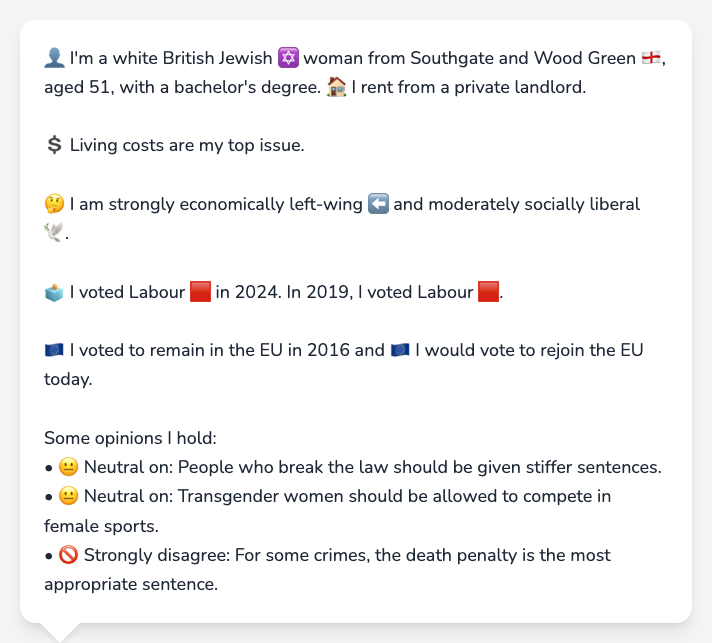 👤 I'm a white British Jewish ✡️ woman from Southgate and Wood Green 🏴󠁧󠁢󠁥󠁮󠁧󠁿,
aged 51, with a bachelor's degree. 🏠 I rent from a private landlord.
💲 Living costs are my top issue.
🤔 I am strongly economically left-wing ⬅️ and moderately socially liberal
🕊️.
🗳️ I voted Labour 🟥 in 2024. In 2019, I voted Labour 🟥.
🇪🇺 I voted to remain in the EU in 2016 and 🇪🇺 I would vote to rejoin the EU
today.
Some opinions I hold:
• 😐 Neutral on: People who break the law should be given stiffer sentences.
• 😐 Neutral on: Transgender women should be allowed to compete in
female sports.
• 🚫 Strongly disagree: For some crimes, the death penalty is the most
appropriate sentence.